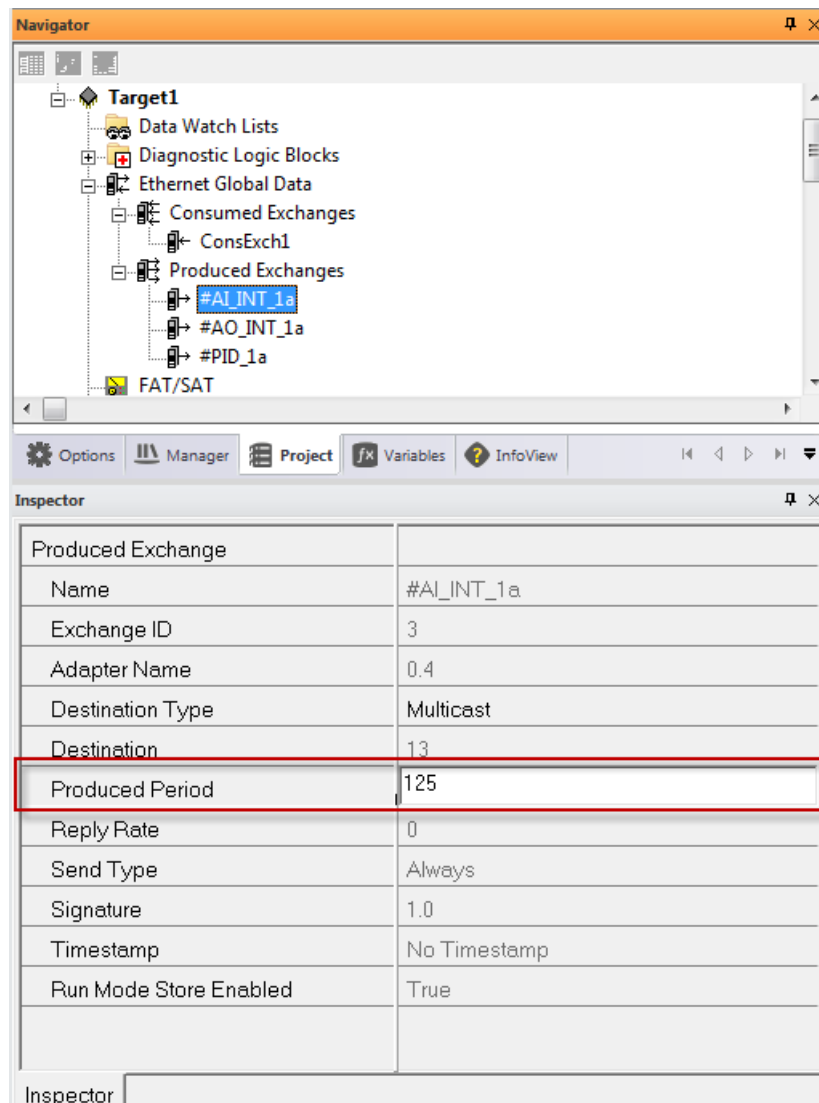 Navigator
Target1
Data Watch Lists
Diagnostic Logic Blocks
Ethernet Global Data
Consumed Exchanges
ConsExch1
Produced Exchanges
#AI_INT_1a
#AO_INT_1a
#PID_1a
FAT/SAT
Options Manager Project Variables InfoView
Inspector
Produced Exchange
Name #AI_INT_1a
Exchange ID 3
Adapter Name 0.4
Destination Type Multicast
Destination 13
Produced Period 125
Reply Rate 0
Send Type Always
Signature 1.0
Timestamp No Timestamp
Run Mode Store Enabled True
Inspector